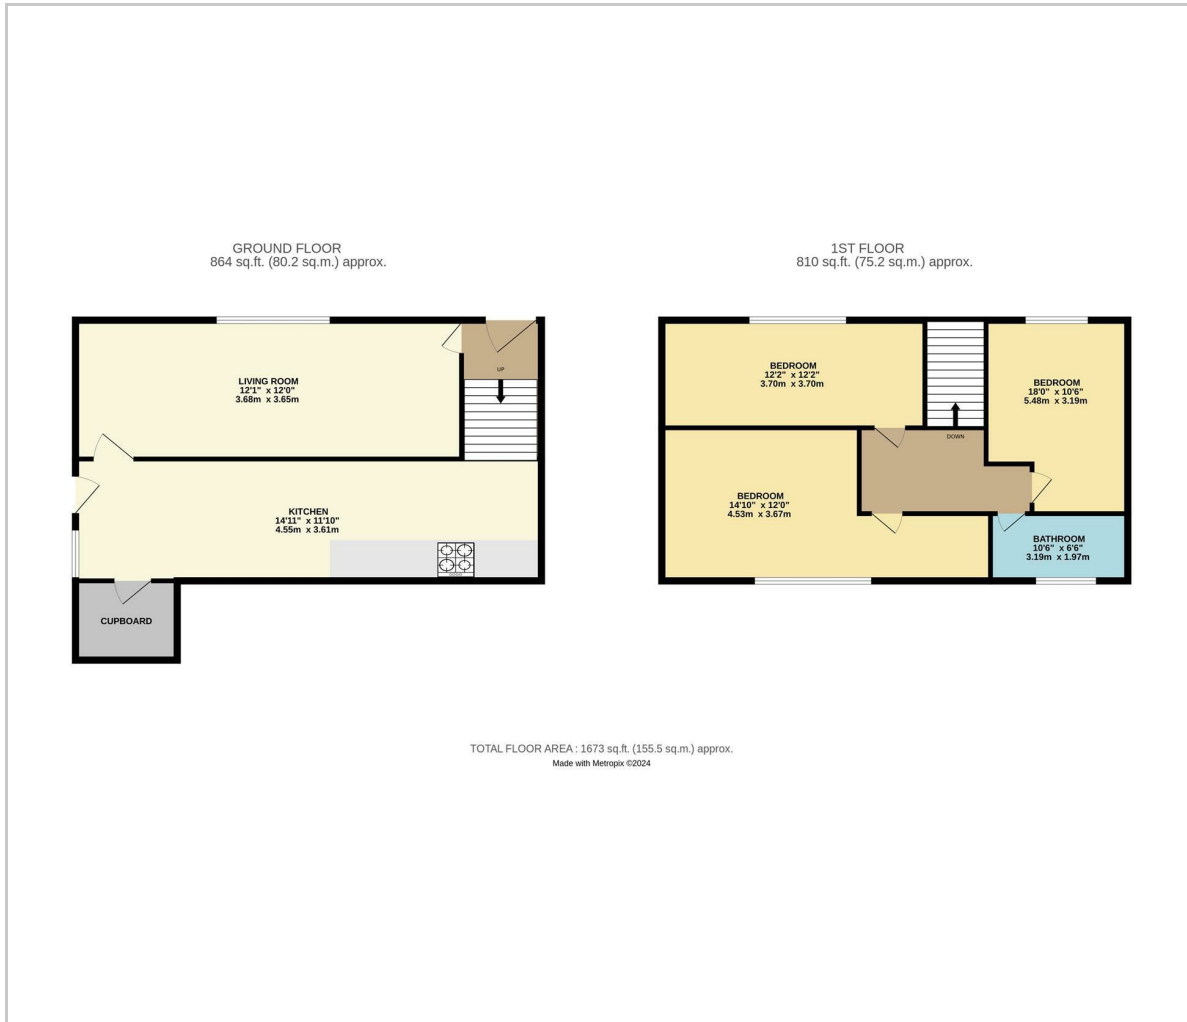 GROUND FLOOR
864 sq.ft. (80.2 sq.m.) approx.
LIVING ROOM
12'1" x 12'0"
3.68m x 3.65m
UP
KITCHEN
14'11" x 11'10"
4.55m x 3.61m
CUPBOARD
1ST FLOOR
810 sq.ft. (75.2 sq.m.) approx.
BEDROOM
12'2" x 12'2"
3.70m x 3.70m
BEDROOM
18'0" x 10'6"
5.48m x 3.19m
DOWN
BEDROOM
14'10" x 12'0"
4.53m x 3.67m
BATHROOM
10'6" x 6'6"
3.19m x 1.97m
TOTAL FLOOR AREA : 1673 sq.ft. (155.5 sq.m.) approx.
Made with Metropix ©2024